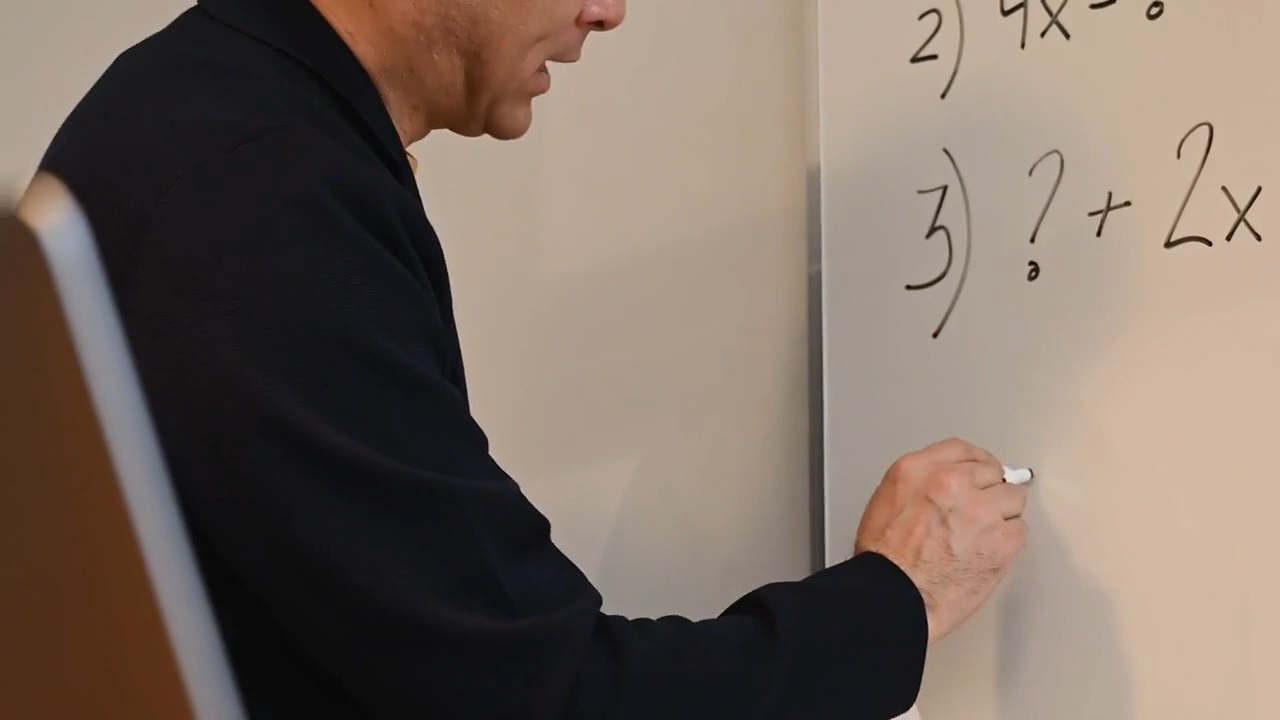 2) 4x - ?
3) ? + 2x